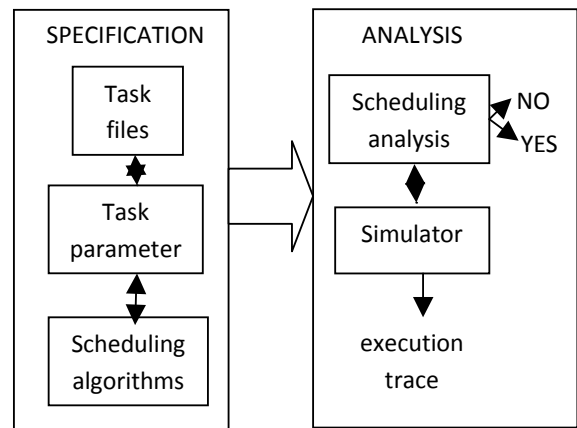 SPECIFICATION
Task
files
Task
parameter
Scheduling
algorithms
ANALYSIS
Scheduling
analysis
NO
YES
Simulator
execution
trace